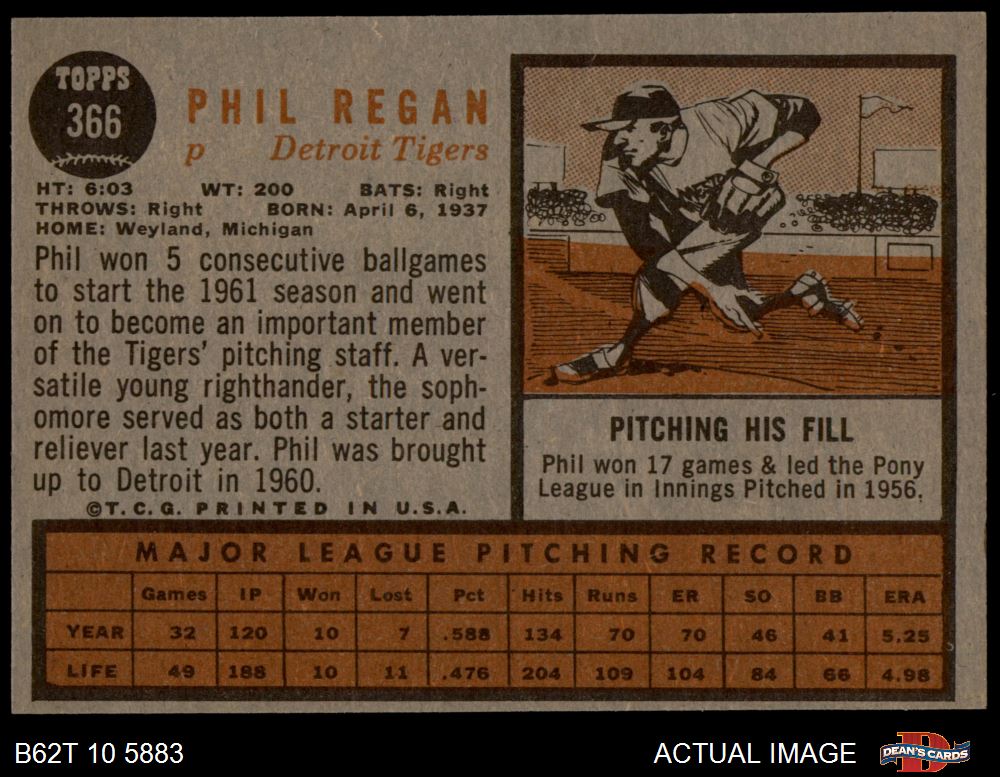 TOPPS
366
PHIL REGAN
p Detroit Tigers
HT: 6:03 WT: 200 BATS: Right
THROWS: Right BORN: April 6, 1937
HOME: Weyland, Michigan
Phil won 5 consecutive ballgames
to start the 1961 season and went
on to become an important member
of the Tigers' pitching staff. A ver-
satile young righthander, the soph-
omore served as both a starter and
reliever last year. Phil was brought
up to Detroit in 1960.
©T.C.G. PRINTED IN U.S.A.
PITCHING HIS FILL
Phil won 17 games & led the Pony
League in Innings Pitched in 1956.
MAJOR LEAGUE PITCHING RECORD
Games IP Won Lost Pct Hits Runs ER SO BB ERA
YEAR 32 120 10 7 .588 134 70 70 46 41 5.25
LIFE 49 188 10 11 .476 204 109 104 84 66 4.98
B62T 10 5883 ACTUAL IMAGE DEAN'S CARDS